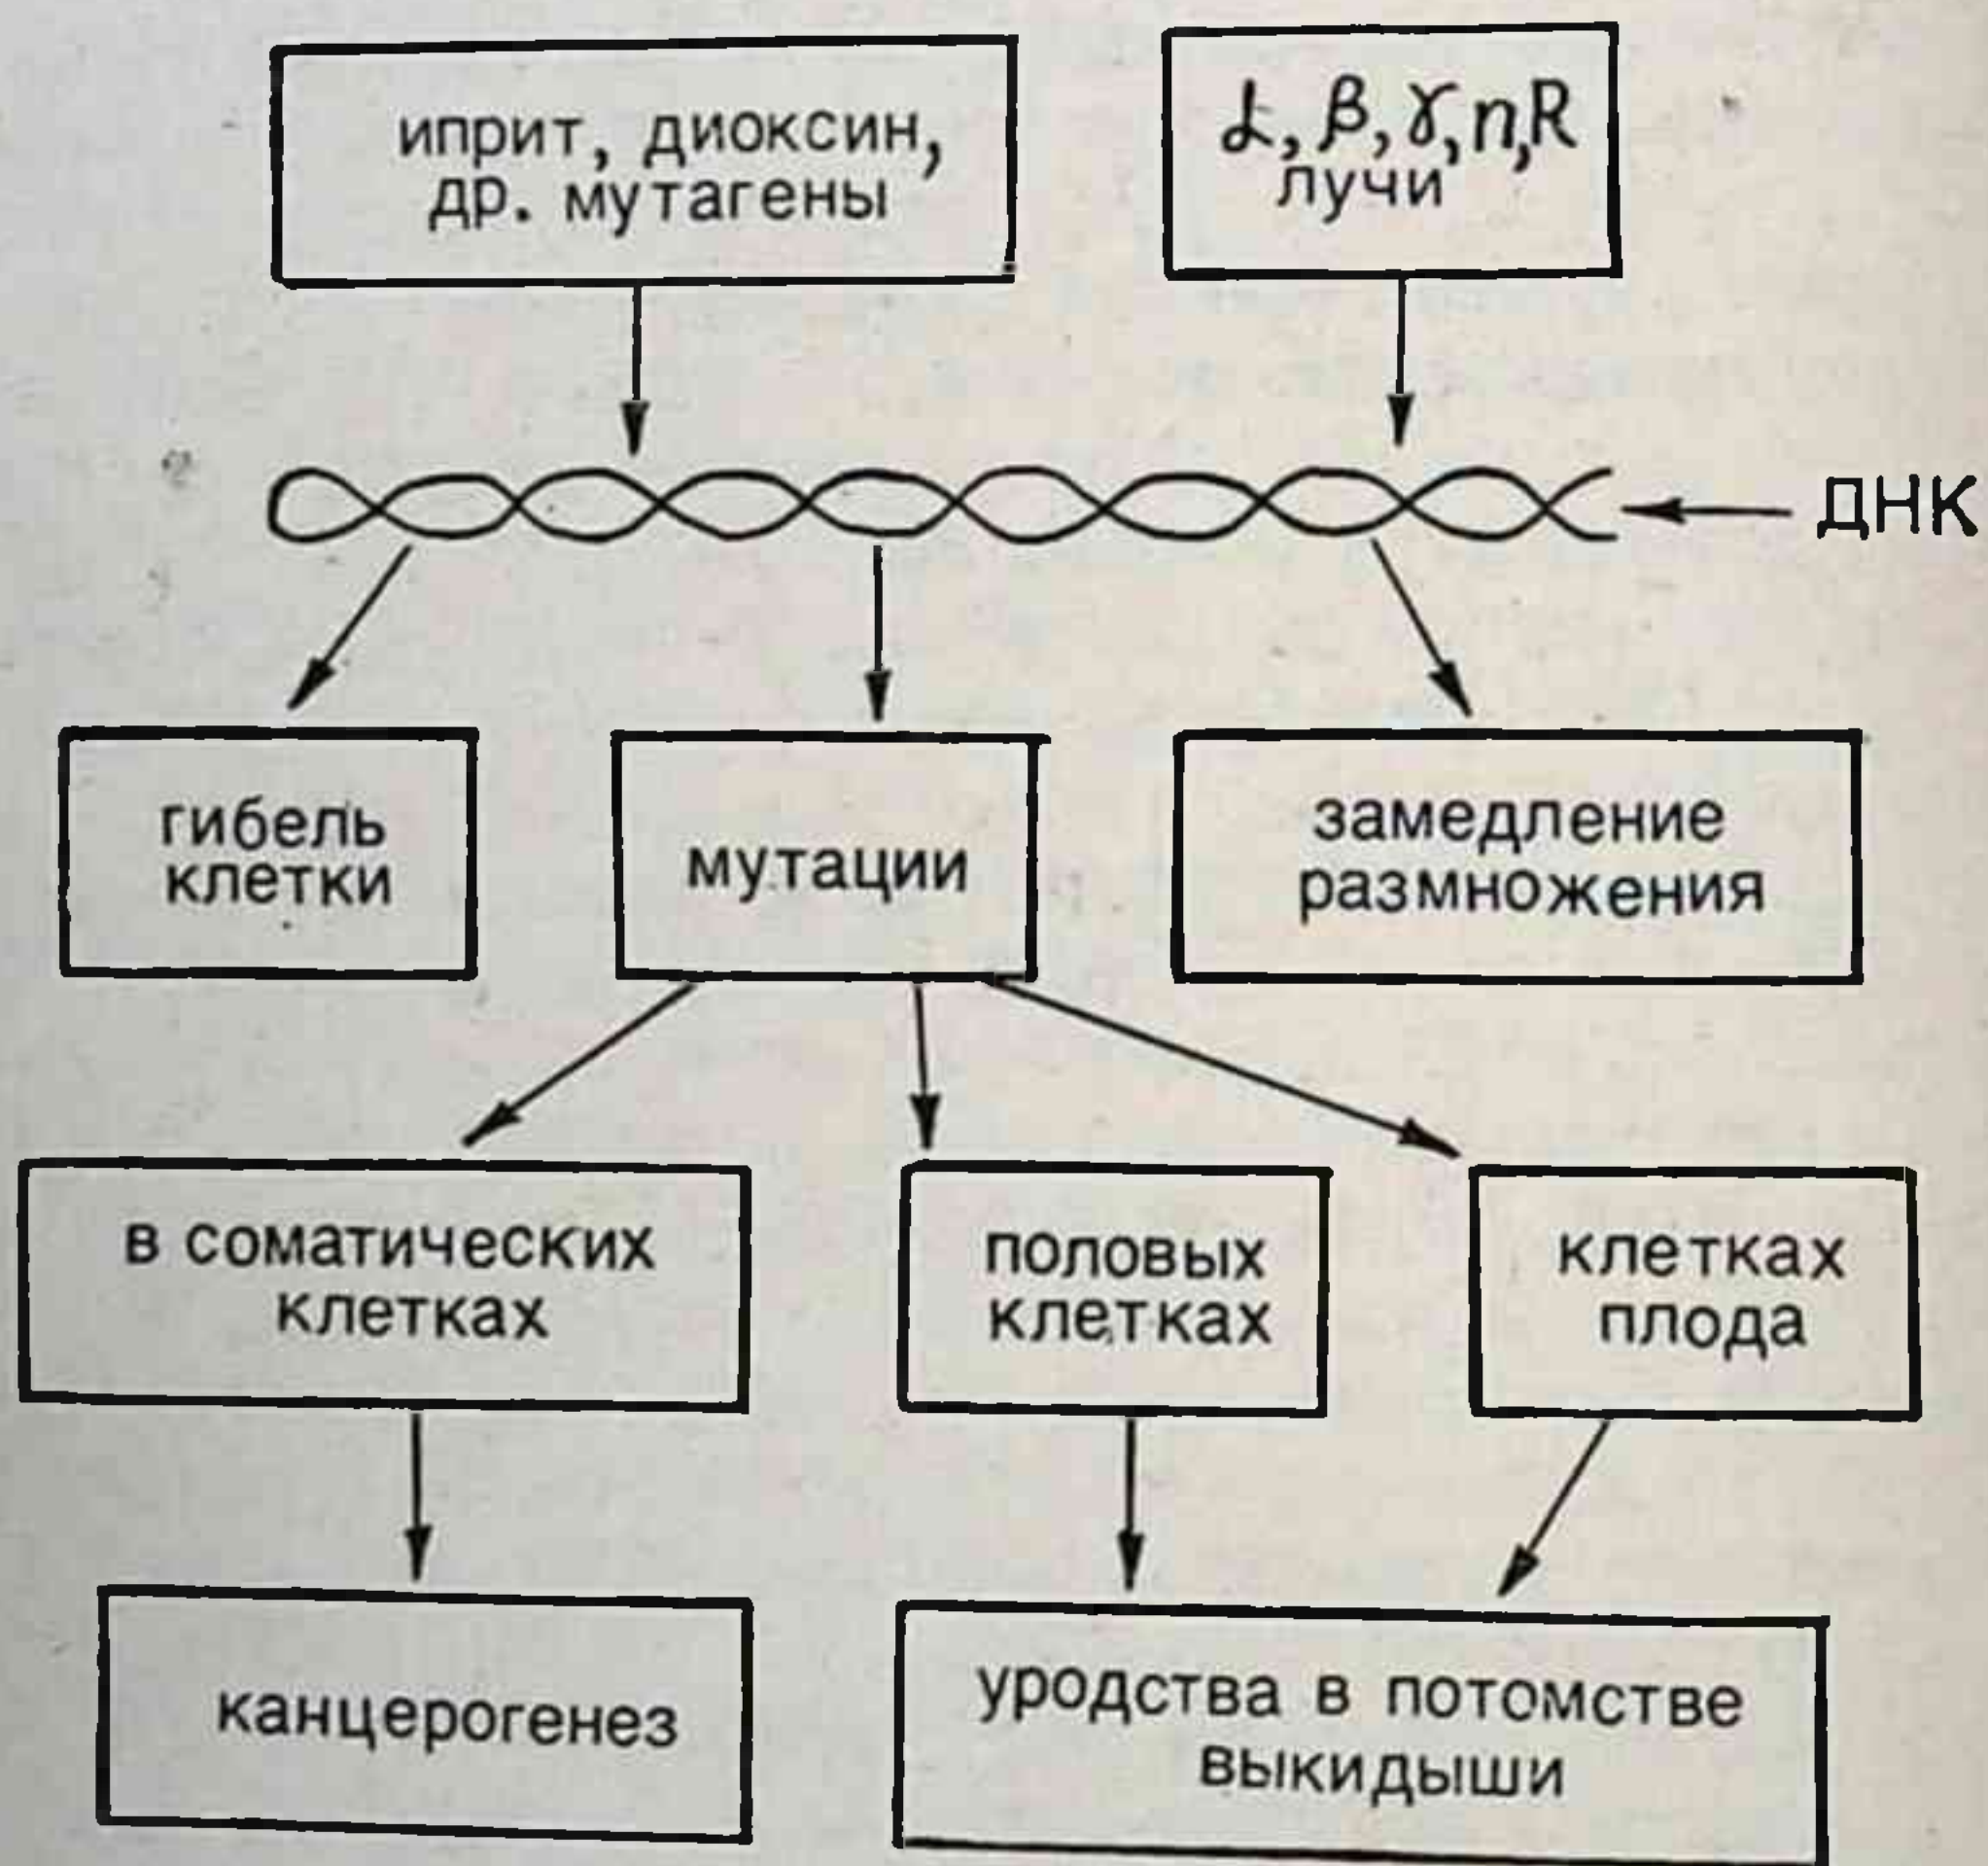 иприт, диоксин,
др. мутагены
α, β, γ, n, R
лучи
ДНК
гибель
клетки
мутации
замедление
размножения
в соматических
клетках
половых
клетках
клетках
плода
канцерогенез
уродства в потомстве
выкидыши